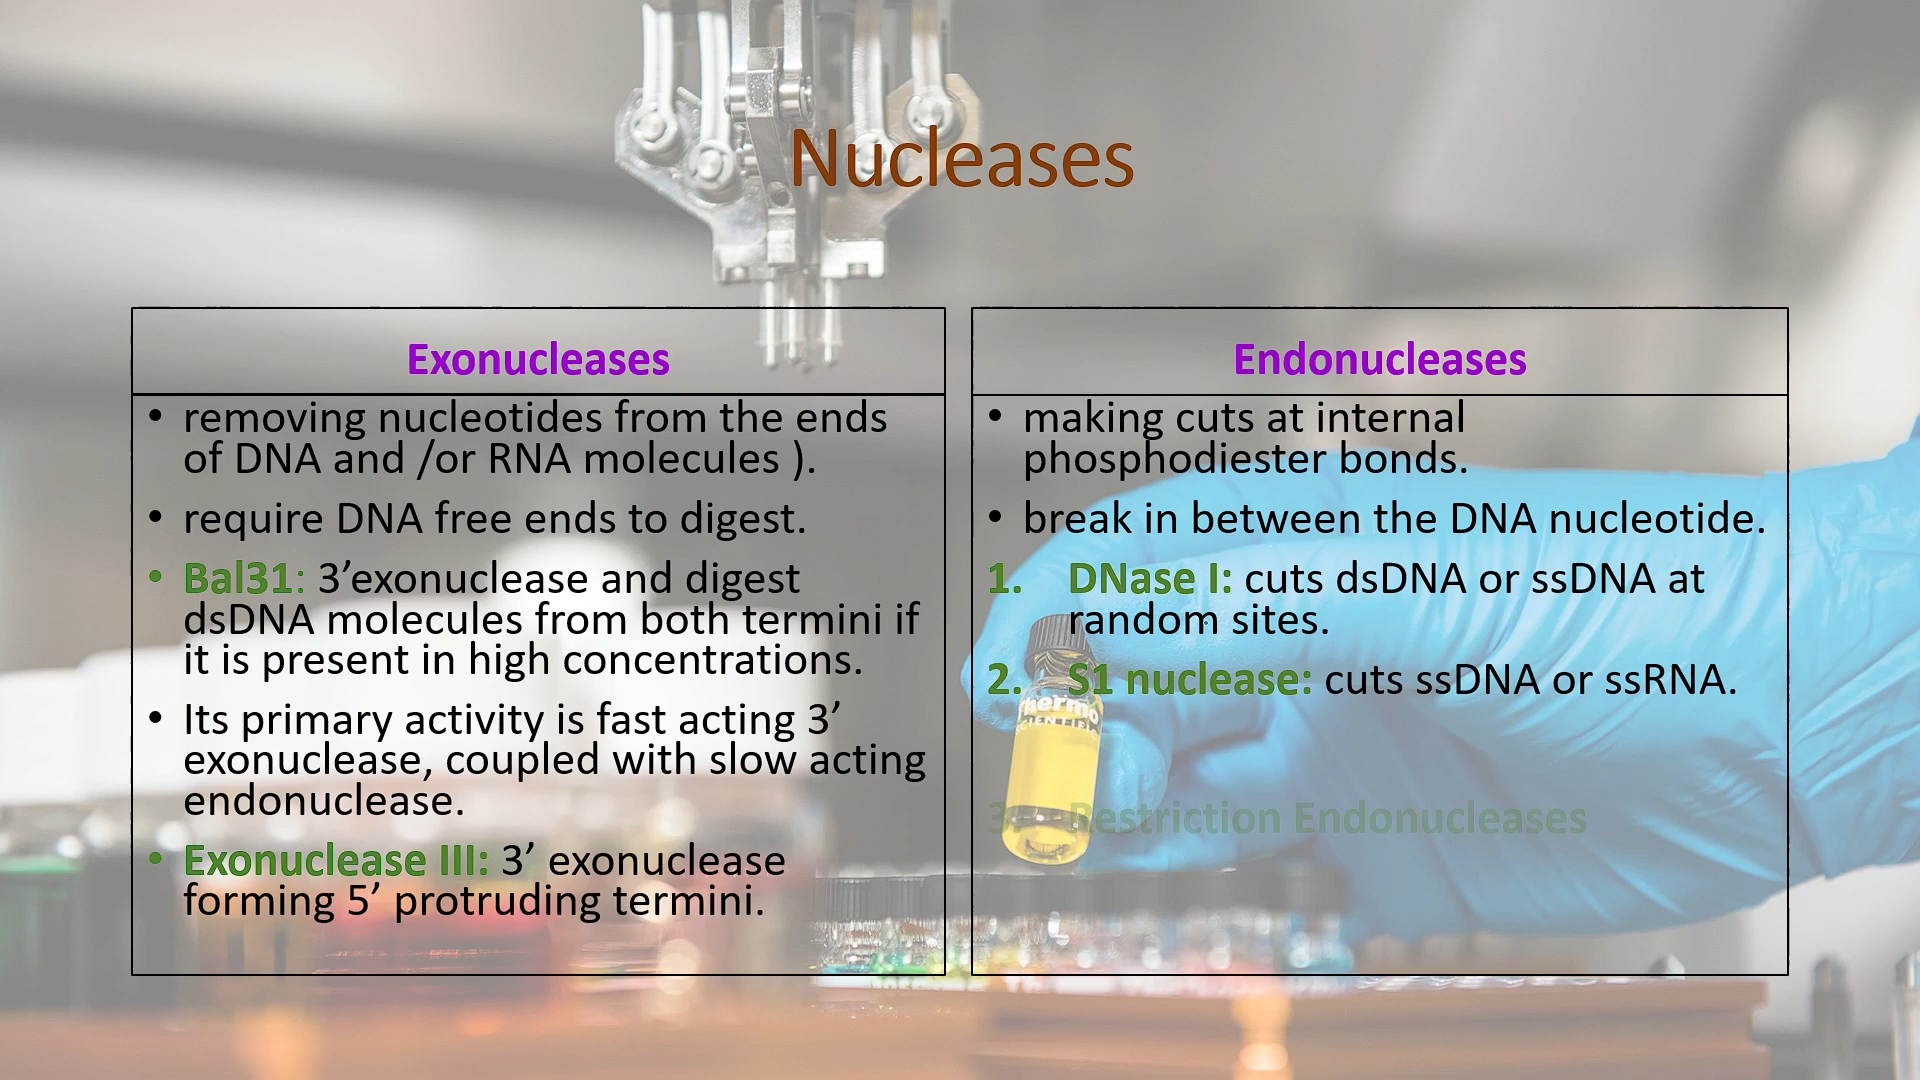 Nucleases
Exonucleases
• removing nucleotides from the ends
of DNA and /or RNA molecules ).
• require DNA free ends to digest.
• Bal31: 3’exonuclease and digest
dsDNA molecules from both termini if
it is present in high concentrations.
• Its primary activity is fast acting 3’
exonuclease, coupled with slow acting
endonuclease.
• Exonuclease III: 3’ exonuclease
forming 5’ protruding termini.
Endonucleases
• making cuts at internal
phosphodiester bonds.
• break in between the DNA nucleotide.
1. DNase I: cuts dsDNA or ssDNA at
random sites.
2. S1 nuclease: cuts ssDNA or ssRNA.
3. Restriction Endonucleases
Thermo
SCIENTIFIC